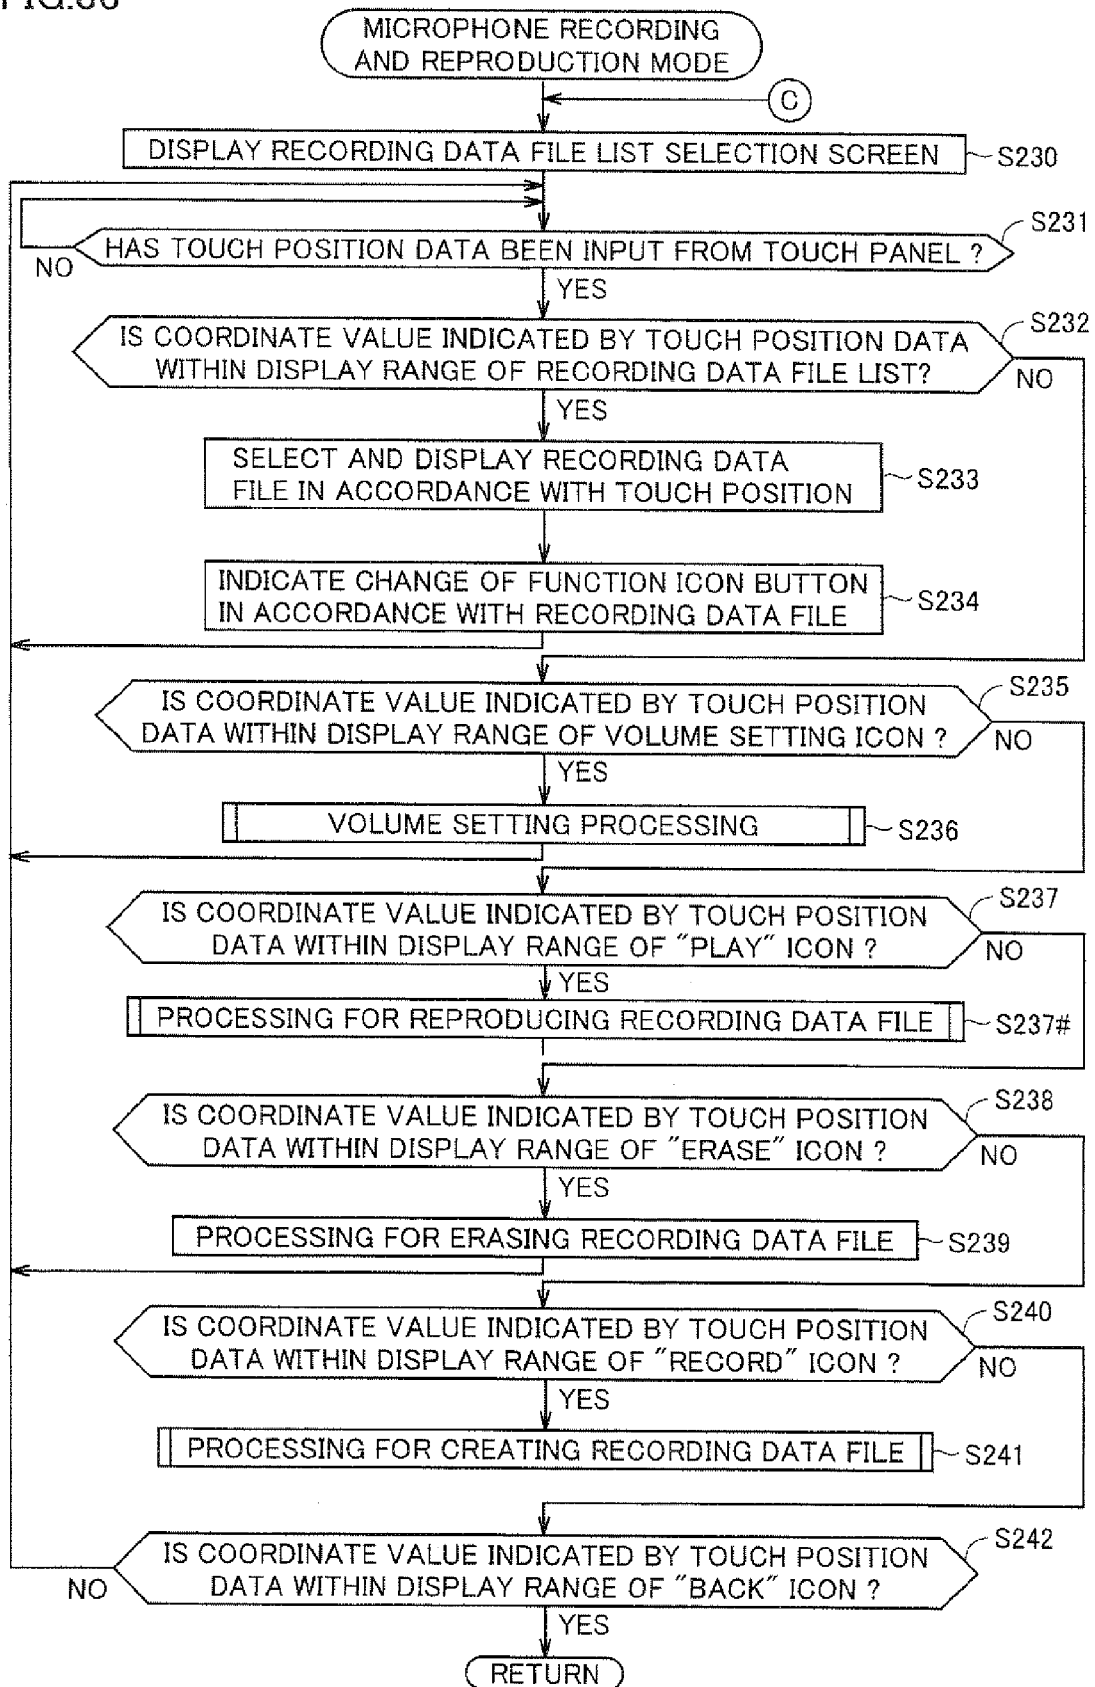 MICROPHONE RECORDING
AND REPRODUCTION MODE
C
DISPLAY RECORDING DATA FILE LIST SELECTION SCREEN
S230
S231
HAS TOUCH POSITION DATA BEEN INPUT FROM TOUCH PANEL ?
NO
YES
S232
IS COORDINATE VALUE INDICATED BY TOUCH POSITION DATA
WITHIN DISPLAY RANGE OF RECORDING DATA FILE LIST?
NO
YES
SELECT AND DISPLAY RECORDING DATA
FILE IN ACCORDANCE WITH TOUCH POSITION
S233
INDICATE CHANGE OF FUNCTION ICON BUTTON
IN ACCORDANCE WITH RECORDING DATA FILE
S234
S235
IS COORDINATE VALUE INDICATED BY TOUCH POSITION
DATA WITHIN DISPLAY RANGE OF VOLUME SETTING ICON ?
NO
YES
VOLUME SETTING PROCESSING
S236
S237
IS COORDINATE VALUE INDICATED BY TOUCH POSITION
DATA WITHIN DISPLAY RANGE OF "PLAY" ICON ?
NO
YES
PROCESSING FOR REPRODUCING RECORDING DATA FILE
S237#
S238
IS COORDINATE VALUE INDICATED BY TOUCH POSITION
DATA WITHIN DISPLAY RANGE OF "ERASE" ICON ?
NO
YES
PROCESSING FOR ERASING RECORDING DATA FILE
S239
S240
IS COORDINATE VALUE INDICATED BY TOUCH POSITION
DATA WITHIN DISPLAY RANGE OF "RECORD" ICON ?
NO
YES
PROCESSING FOR CREATING RECORDING DATA FILE
S241
S242
IS COORDINATE VALUE INDICATED BY TOUCH POSITION
DATA WITHIN DISPLAY RANGE OF "BACK" ICON ?
NO
YES
RETURN